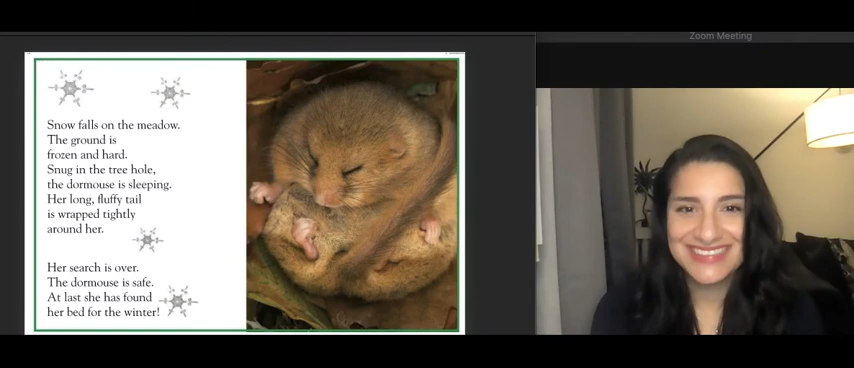 Zoom Meeting
Snow falls on the meadow.
The ground is
frozen and hard.
Snug in the tree hole,
the dormouse is sleeping.
Her long, fluffy tail
is wrapped tightly
around her.
Her search is over.
The dormouse is safe.
At last she has found
her bed for the winter!